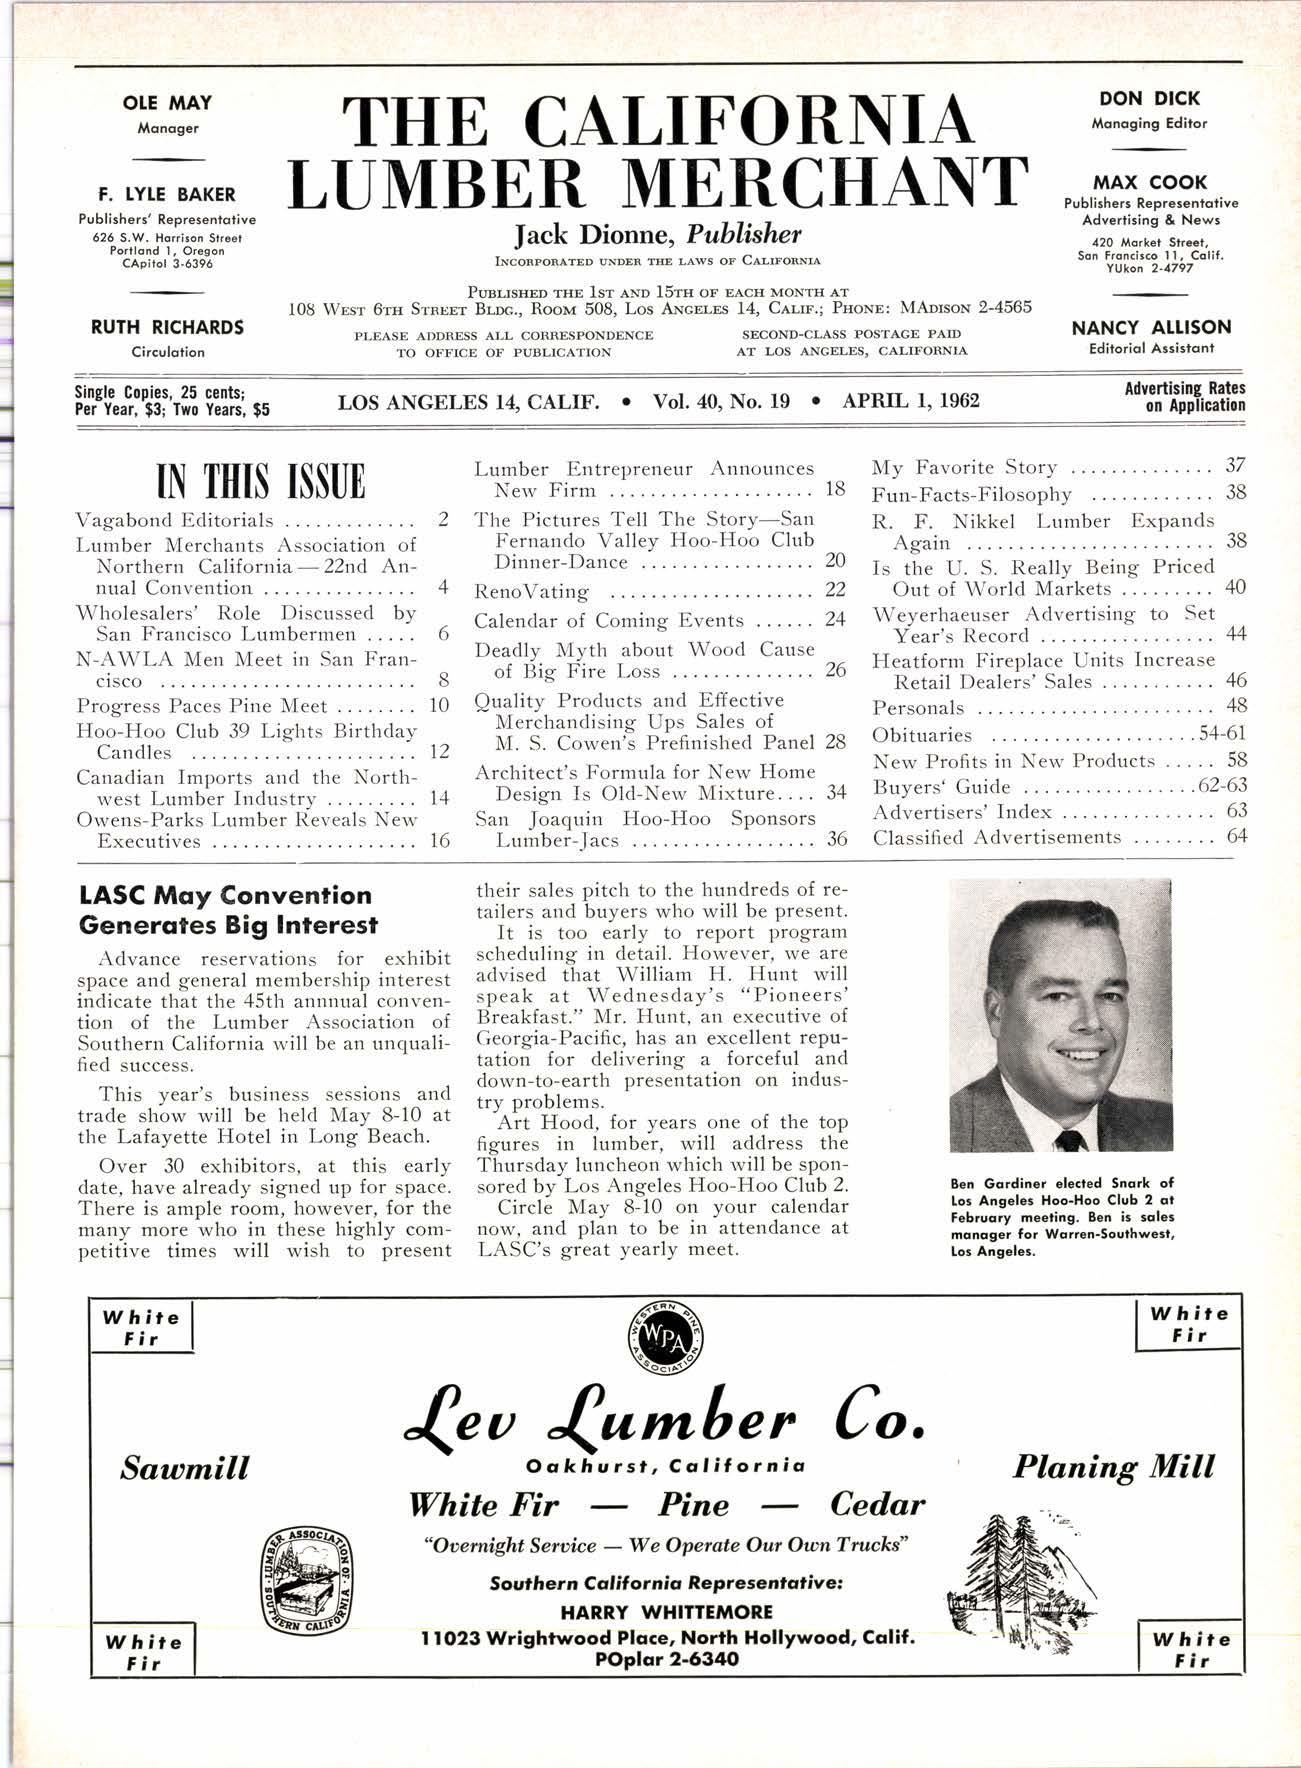 OLE MAY
Manager
F. LYLE BAKER
Publishers' Representative
626 S.W. Harrison Street
Portland 1, Oregon
CApitol 3-6396
RUTH RICHARDS
Circulation
THE CALIFORNIA
LUMBER MERCHANT
Jack Dionne, Publisher
INCORPORATED UNDER THE LAWS OF CALIFORNIA
PUBLISHED THE 1ST AND 15TH OF EACH MONTH AT
108 WEST 6TH STREET BLDG., ROOM 508, LOS ANGELES 14, CALIF.; PHONE: MADISON 2-4565
PLEASE ADDRESS ALL CORRESPONDENCE
TO OFFICE OF PUBLICATION
SECOND-CLASS POSTAGE PAID
AT LOS ANGELES, CALIFORNIA
DON DICK
Managing Editor
MAX COOK
Publishers Representative
Advertising & News
420 Market Street,
San Francisco 11, Calif.
YUkon 2-4797
NANCY ALLISON
Editorial Assistant
Single Copies, 25 cents;
Per Year, $3; Two Years, $5
LOS ANGELES 14, CALIF. • Vol. 40, No. 19 • APRIL 1, 1962
Advertising Rates
on Application
IN THIS ISSUE
Vagabond Editorials ............. 2
Lumber Merchants Association of
Northern California — 22nd An-
nual Convention ............... 4
Wholesalers' Role Discussed by
San Francisco Lumbermen ..... 6
N-AWLA Men Meet in San Fran-
cisco ......................... 8
Progress Paces Pine Meet ........ 10
Hoo-Hoo Club 39 Lights Birthday
Candles ...................... 12
Canadian Imports and the North-
west Lumber Industry ......... 14
Owens-Parks Lumber Reveals New
Executives .................... 16
Lumber Entrepreneur Announces
New Firm .................... 18
The Pictures Tell The Story—San
Fernando Valley Hoo-Hoo Club
Dinner-Dance ................. 20
RenoVating .................... 22
Calendar of Coming Events ...... 24
Deadly Myth about Wood Cause
of Big Fire Loss .............. 26
Quality Products and Effective
Merchandising Ups Sales of
M. S. Cowen's Prefinished Panel 28
Architect's Formula for New Home
Design Is Old-New Mixture.... 34
San Joaquin Hoo-Hoo Sponsors
Lumber-Jacs .................. 36
My Favorite Story .............. 37
Fun-Facts-Filosophy ............ 38
R. F. Nikkel Lumber Expands
Again ........................ 38
Is the U. S. Really Being Priced
Out of World Markets ......... 40
Weyerhaeuser Advertising to Set
Year's Record ................. 44
Heatform Fireplace Units Increase
Retail Dealers' Sales ........... 46
Personals ....................... 48
Obituaries ....................54-61
New Profits in New Products ..... 58
Buyers' Guide .................62-63
Advertisers' Index ............... 63
Classified Advertisements ........ 64
LASC May Convention
Generates Big Interest
Advance reservations for exhibit
space and general membership interest
indicate that the 45th annnual conven-
tion of the Lumber Association of
Southern California will be an unquali-
fied success.
This year's business sessions and
trade show will be held May 8-10 at
the Lafayette Hotel in Long Beach.
Over 30 exhibitors, at this early
date, have already signed up for space.
There is ample room, however, for the
many more who in these highly com-
petitive times will wish to present
their sales pitch to the hundreds of re-
tailers and buyers who will be present.
It is too early to report program
scheduling in detail. However, we are
advised that William H. Hunt will
speak at Wednesday's "Pioneers'
Breakfast." Mr. Hunt, an executive of
Georgia-Pacific, has an excellent repu-
tation for delivering a forceful and
down-to-earth presentation on indus-
try problems.
Art Hood, for years one of the top
figures in lumber, will address the
Thursday luncheon which will be spon-
sored by Los Angeles Hoo-Hoo Club 2.
Circle May 8-10 on your calendar
now, and plan to be in attendance at
LASC's great yearly meet.
Ben Gardiner elected Snark of
Los Angeles Hoo-Hoo Club 2 at
February meeting. Ben is sales
manager for Warren-Southwest,
Los Angeles.
White
Fir
WESTERN PINE
WPA
ASSOCIATION
White
Fir
Lev Lumber Co.
Oakhurst, California
Sawmill
Planing Mill
White Fir — Pine — Cedar
"Overnight Service — We Operate Our Own Trucks"
LUMBER ASSOCIATION OF
SOUTHERN CALIFORNIA
Southern California Representative:
HARRY WHITTEMORE
11023 Wrightwood Place, North Hollywood, Calif.
POplar 2-6340
White
Fir
White
Fir